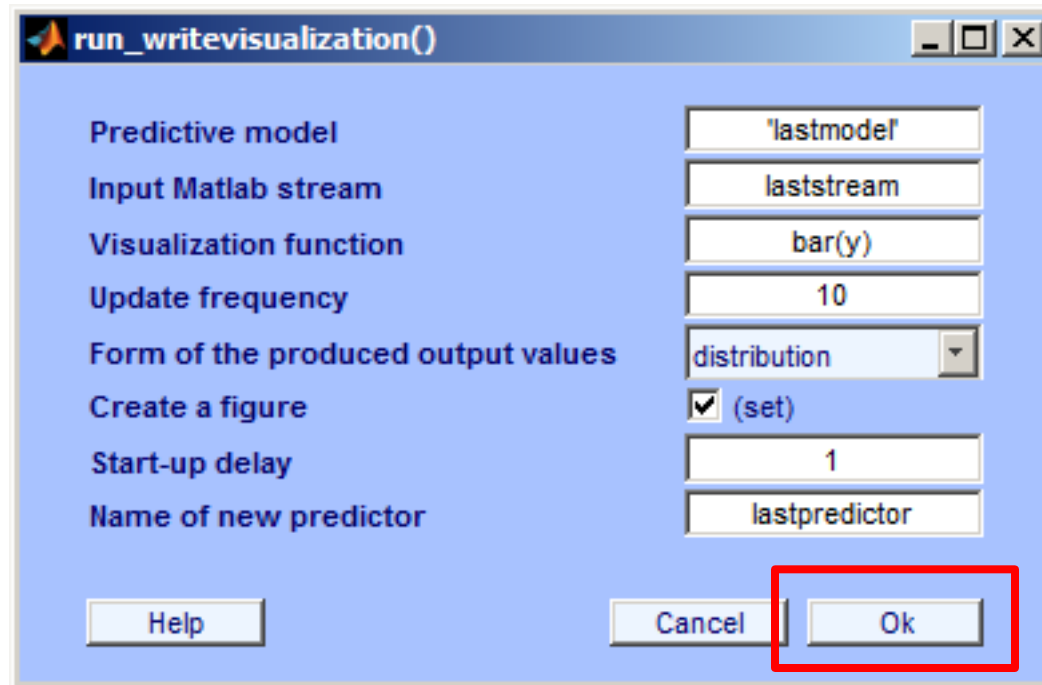 run_writevisualization()
Predictive model 'lastmodel'
Input Matlab stream laststream
Visualization function bar(y)
Update frequency 10
Form of the produced output values distribution
Create a figure (set)
Start-up delay 1
Name of new predictor lastpredictor
Help Cancel Ok